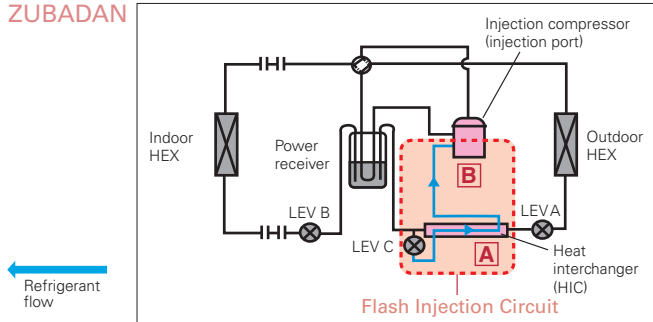 ZUBADAN
Injection compressor
(injection port)
Indoor
HEX
Power
receiver
Outdoor
HEX
B
LEV B
LEV A
LEV C
A
Heat
interchanger
(HIC)
Refrigerant
flow
Flash Injection Circuit